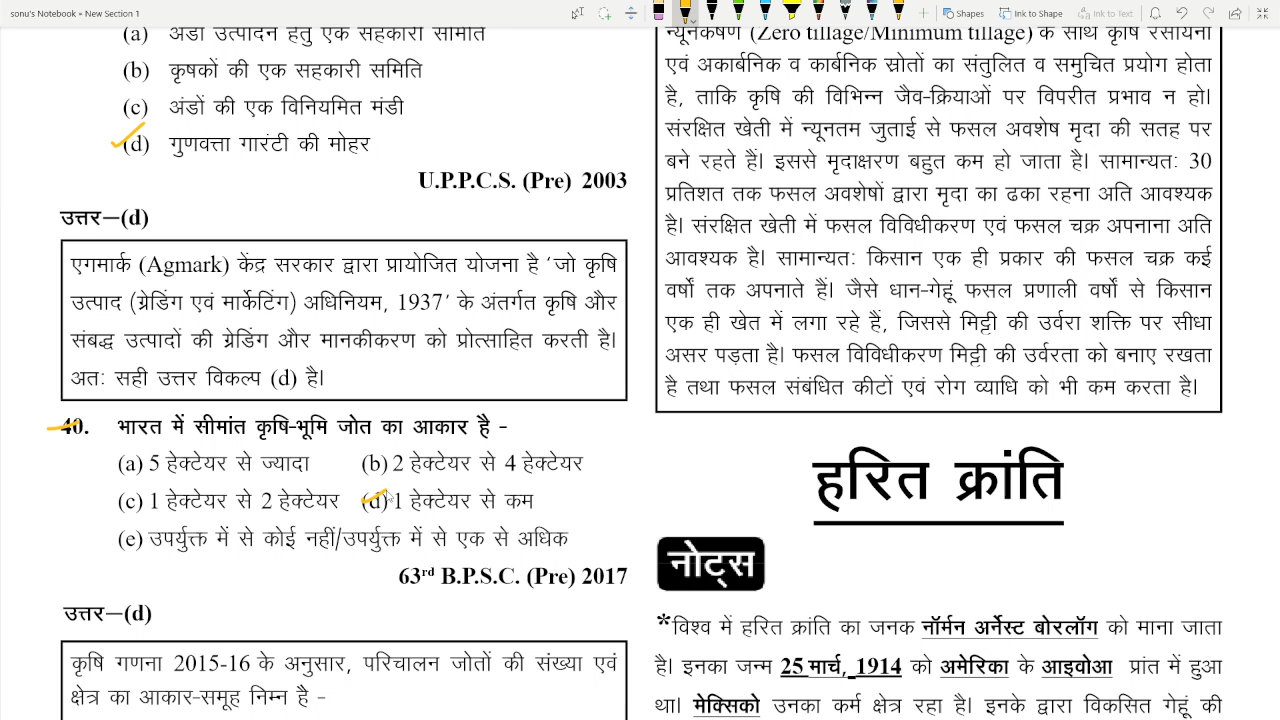 sonu's Notebook » New Section 1
Shapes
Ink to Shape
Ink to Text
(a) अंडा उत्पादन हेतु एक सहकारी समिति
(b) कृषकों की एक सहकारी समिति
(c) अंडों की एक विनियमित मंडी
(d) गुणवत्ता गारंटी की मोहर
U.P.P.C.S. (Pre) 2003
उत्तर–(d)
एगमार्क (Agmark) केंद्र सरकार द्वारा प्रायोजित योजना है 'जो कृषि
उत्पाद (ग्रेडिंग एवं मार्केटिंग) अधिनियम, 1937' के अंतर्गत कृषि और
संबद्ध उत्पादों की ग्रेडिंग और मानकीकरण को प्रोत्साहित करती है।
अतः सही उत्तर विकल्प (d) है।
40. भारत में सीमांत कृषि-भूमि जोत का आकार है -
(a) 5 हेक्टेयर से ज्यादा (b) 2 हेक्टेयर से 4 हेक्टेयर
(c) 1 हेक्टेयर से 2 हेक्टेयर (d) 1 हेक्टेयर से कम
(e) उपर्युक्त में से कोई नहीं/उपर्युक्त में से एक से अधिक
63rd B.P.S.C. (Pre) 2017
उत्तर–(d)
कृषि गणना 2015-16 के अनुसार, परिचालन जोतों की संख्या एवं
क्षेत्र का आकार-समूह निम्न है -
न्यूनकर्षण (Zero tillage/Minimum tillage) के साथ कृषि रसायनों
एवं अकार्बनिक व कार्बनिक स्रोतों का संतुलित व समुचित प्रयोग होता
है, ताकि कृषि की विभिन्न जैव-क्रियाओं पर विपरीत प्रभाव न हो।
संरक्षित खेती में न्यूनतम जुताई से फसल अवशेष मृदा की सतह पर
बने रहते हैं। इससे मृदाक्षरण बहुत कम हो जाता है। सामान्यतः 30
प्रतिशत तक फसल अवशेषों द्वारा मृदा का ढका रहना अति आवश्यक
है। संरक्षित खेती में फसल विविधीकरण एवं फसल चक्र अपनाना अति
आवश्यक है। सामान्यतः किसान एक ही प्रकार की फसल चक्र कई
वर्षों तक अपनाते हैं। जैसे धान-गेहूं फसल प्रणाली वर्षों से किसान
एक ही खेत में लगा रहे हैं, जिससे मिट्टी की उर्वरा शक्ति पर सीधा
असर पड़ता है। फसल विविधीकरण मिट्टी की उर्वरता को बनाए रखता
है तथा फसल संबंधित कीटों एवं रोग व्याधि को भी कम करता है।
हरित क्रांति
नोट्स
*विश्व में हरित क्रांति का जनक नॉर्मन अर्नेस्ट बोरलॉग को माना जाता
है। इनका जन्म 25 मार्च, 1914 को अमेरिका के आइवोआ प्रांत में हुआ
था। मेक्सिको उनका कर्म क्षेत्र रहा है। इनके द्वारा विकसित गेहूं की